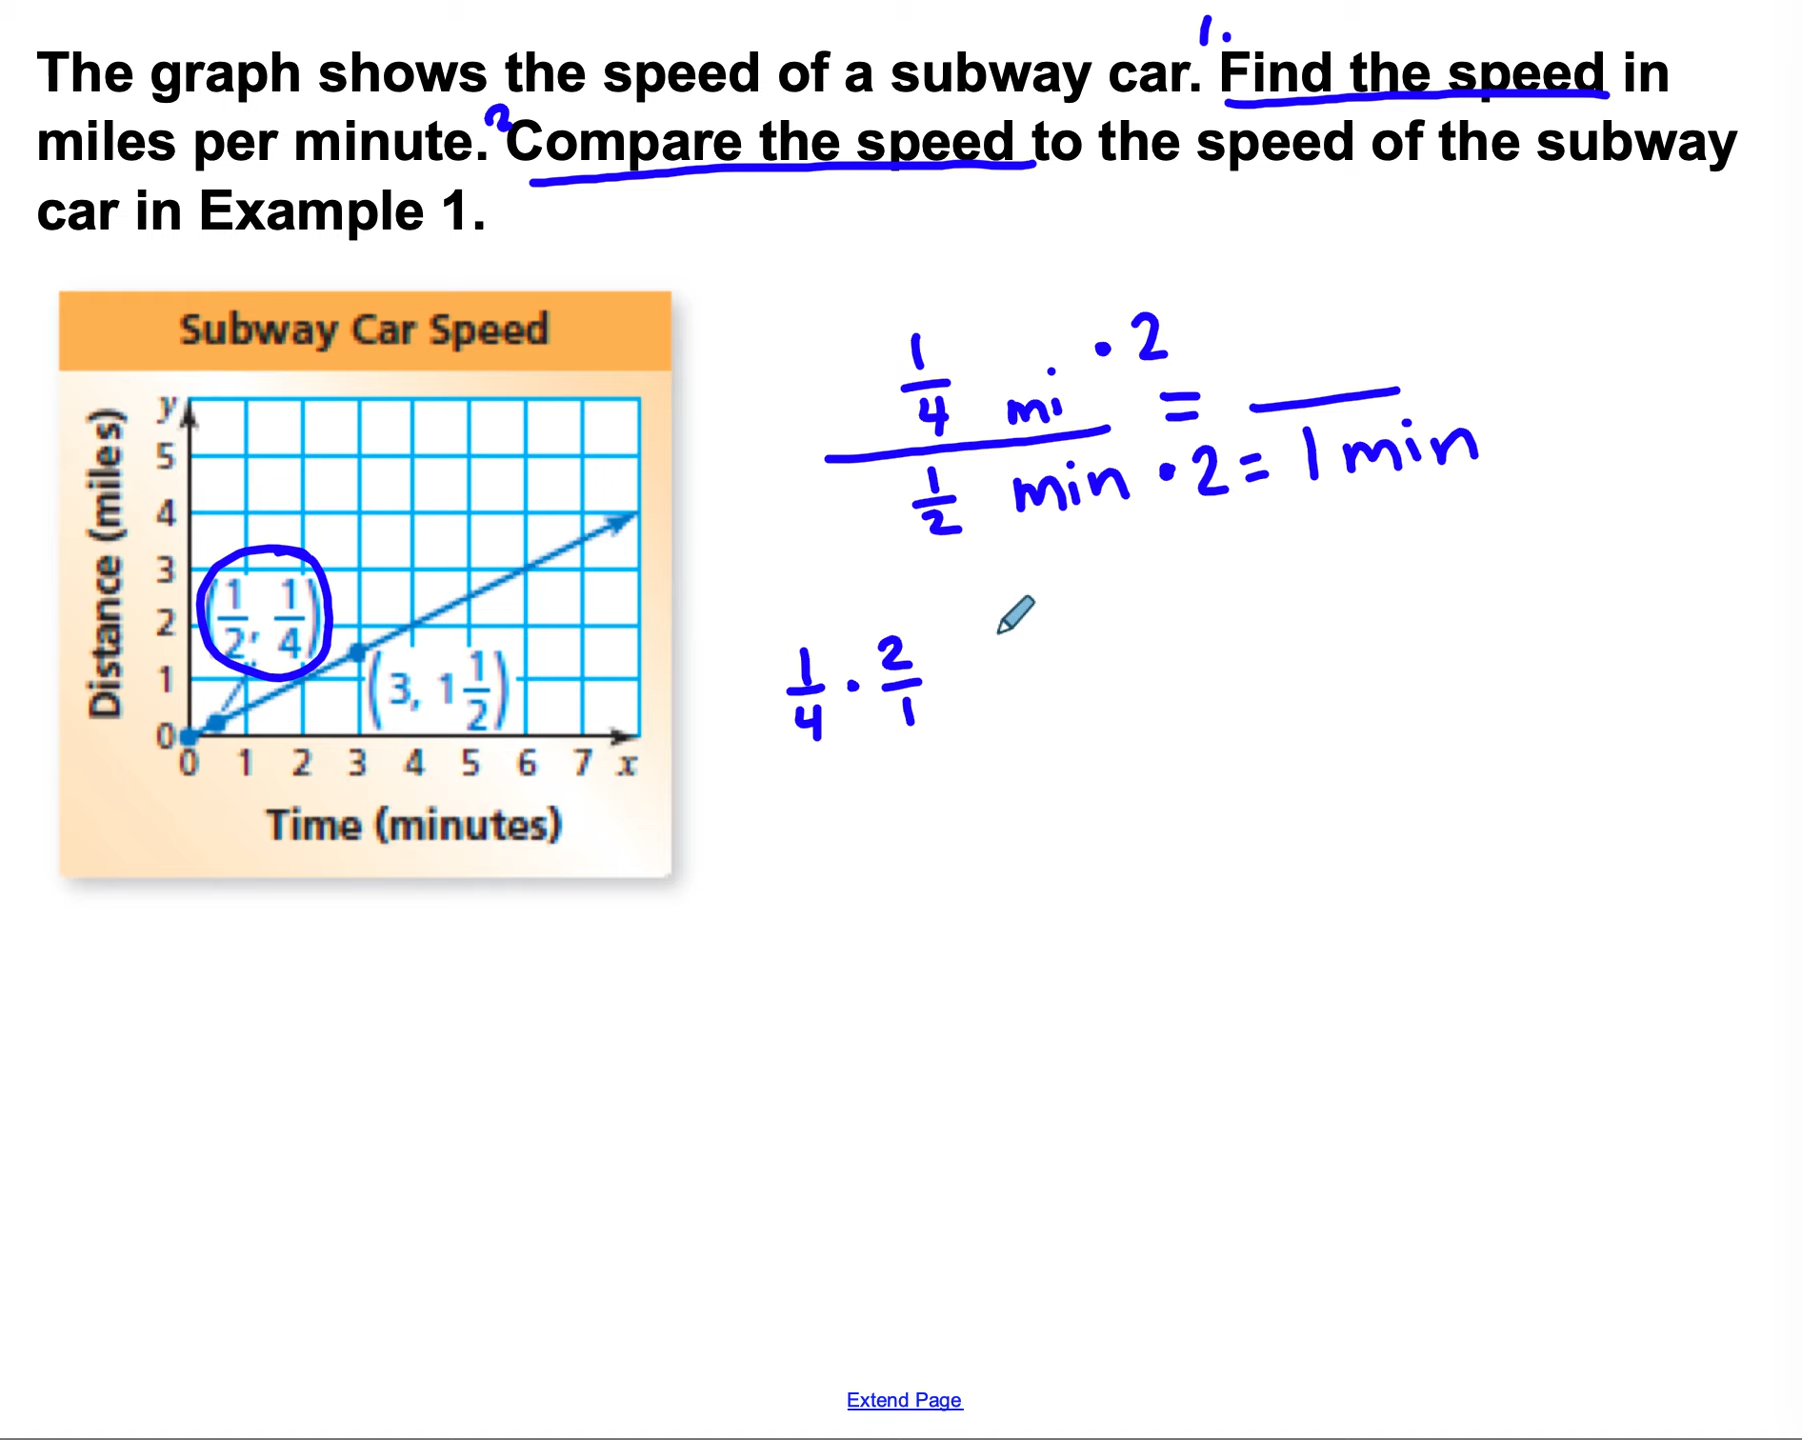 1.
The graph shows the speed of a subway car. Find the speed in
miles per minute. 2 Compare the speed to the speed of the subway
car in Example 1.
Subway Car Speed
Distance (miles)
y
5
4
3
2
1
0
(1/2, 1/4)
(3, 1 1/2)
0 1 2 3 4 5 6 7 x
Time (minutes)
1/4 mi · 2 =
1/2 min · 2 = 1 min
1/4 · 2/1
Extend Page